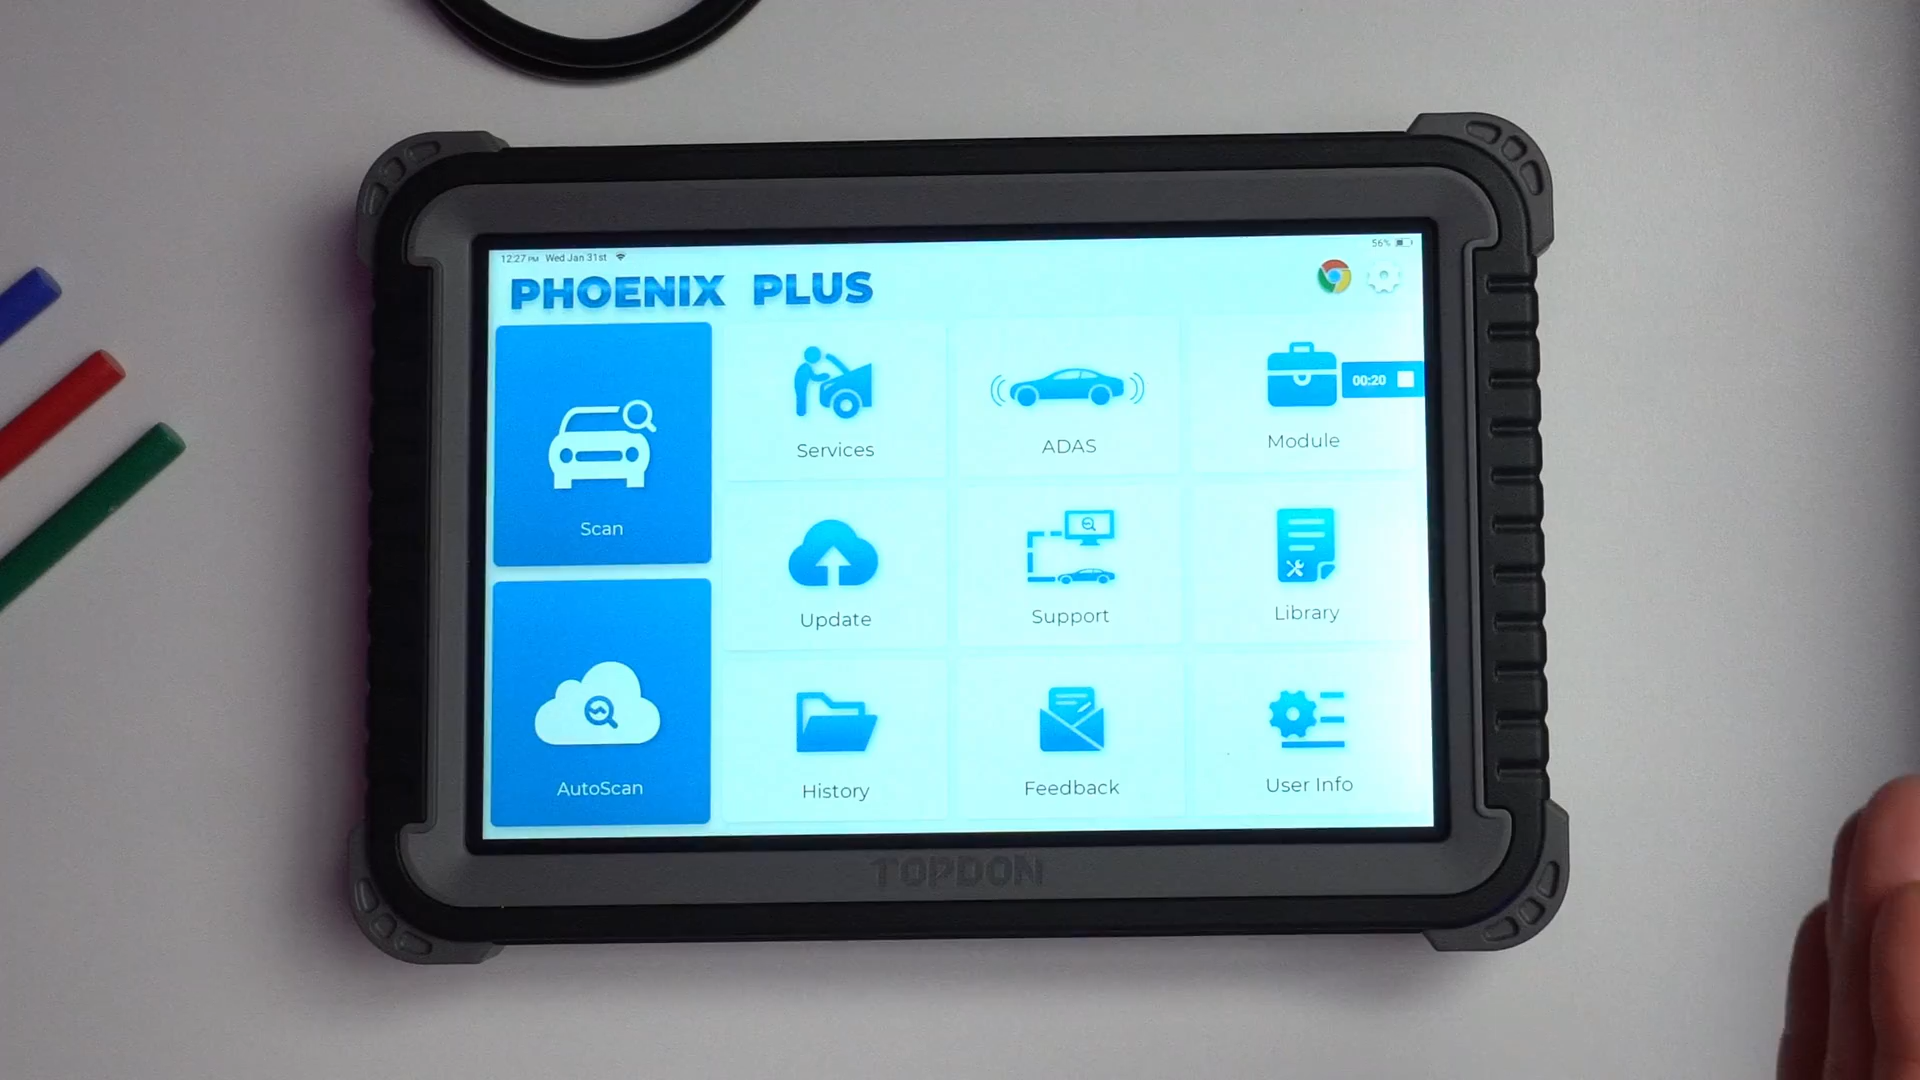 12:27 PM Wed Jan 31st
56%
PHOENIX PLUS
Scan
Services
ADAS
Module
00:20
Update
Support
Library
AutoScan
History
Feedback
User Info
TOPDON